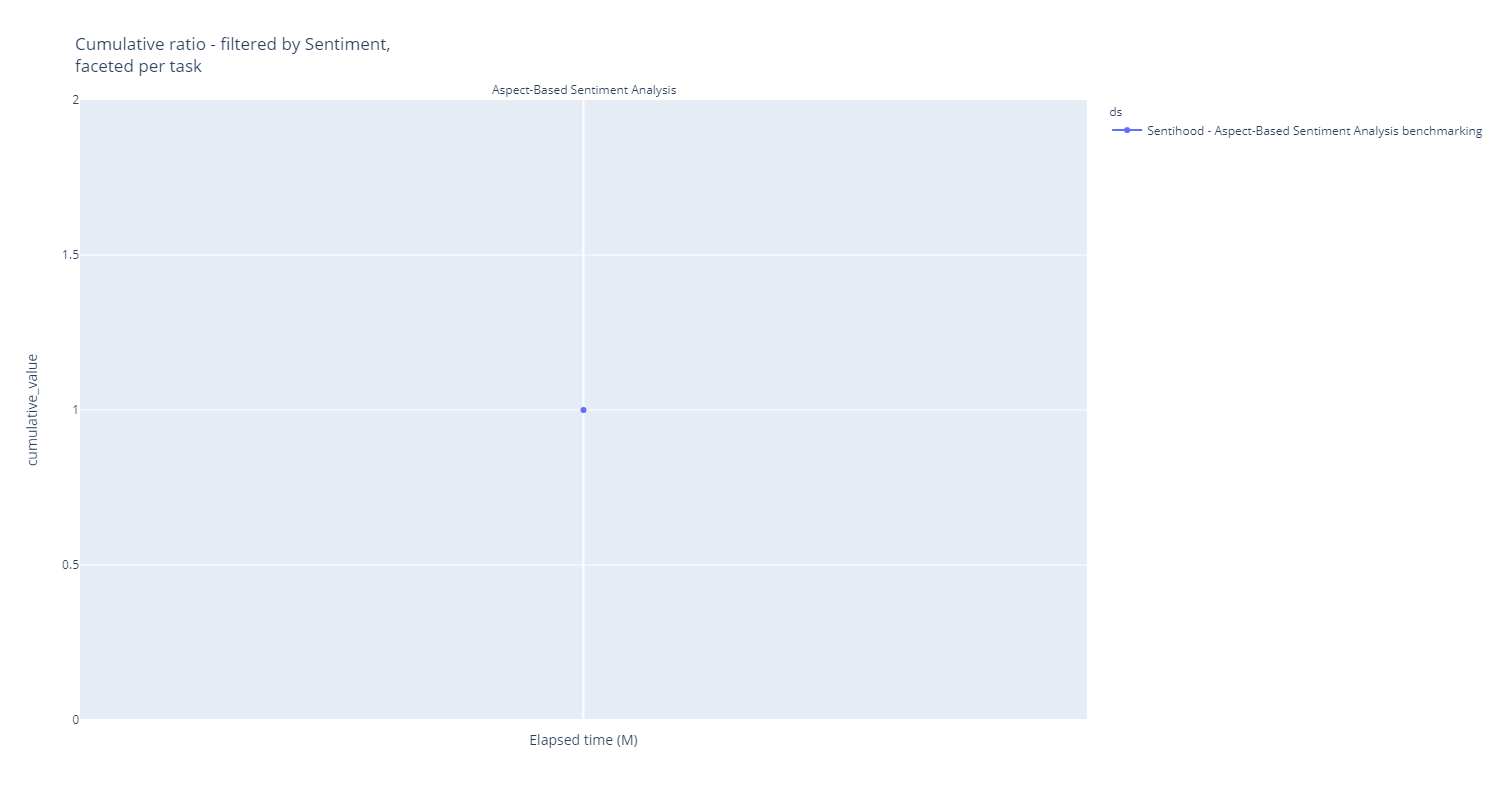 Cumulative ratio - filtered by Sentiment,
faceted per task
Aspect-Based Sentiment Analysis
2
1.5
1
0.5
0
cumulative_value
Elapsed time (M)
ds
Sentihood - Aspect-Based Sentiment Analysis benchmarking